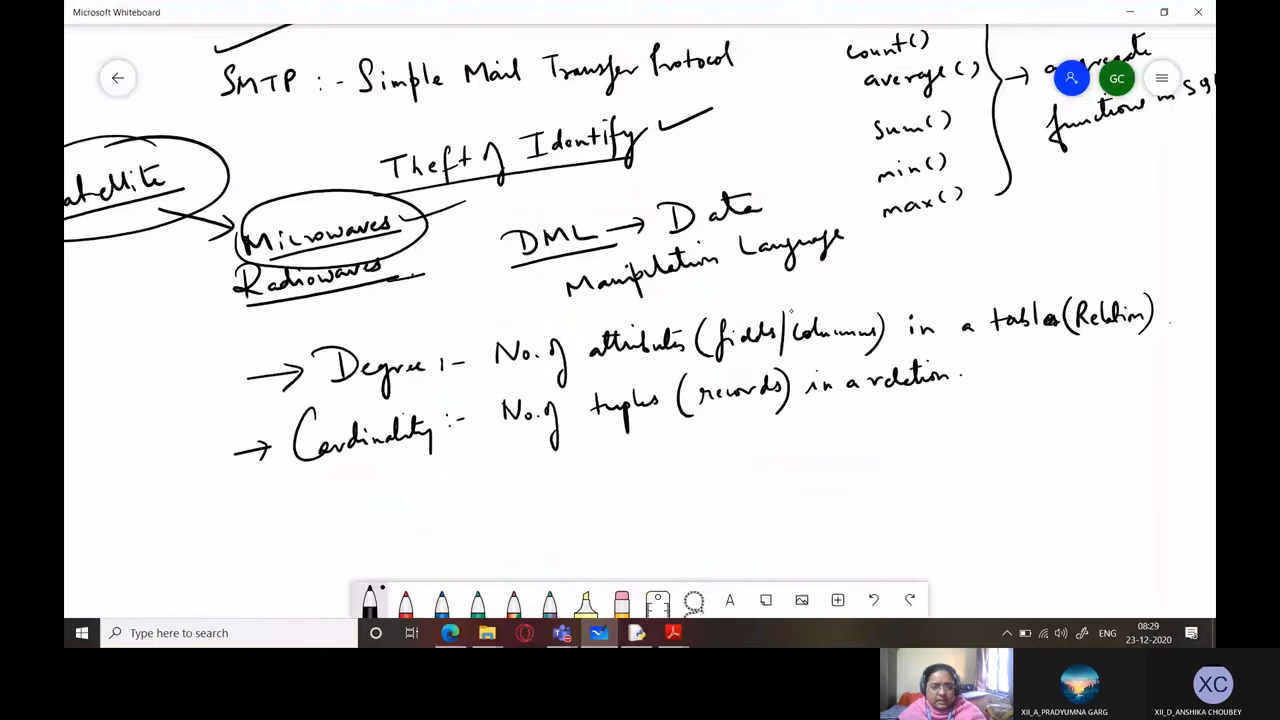 Microsoft Whiteboard
SMTP :- Simple Mail Transfer Protocol
count()
average()
sum()
min()
max()
aggregate
functions in sql
GC
Theft of Identify
atellite
Microwaves
Radiowaves
DML → Data
Manipulation Language
→ Degree :- No. of attributes (fields/columns) in a table (Relation).
→ Cardinality :- No. of tuples (records) in a relation.
Type here to search
ENG
08:29
23-12-2020
XC
XII_A_PRADYUMNA GARG
XII_D_ANSHIKA CHOUBEY